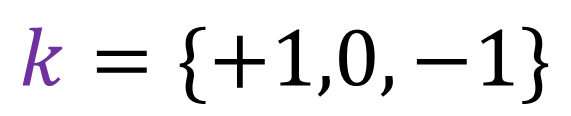 k = {+1,0, −1}